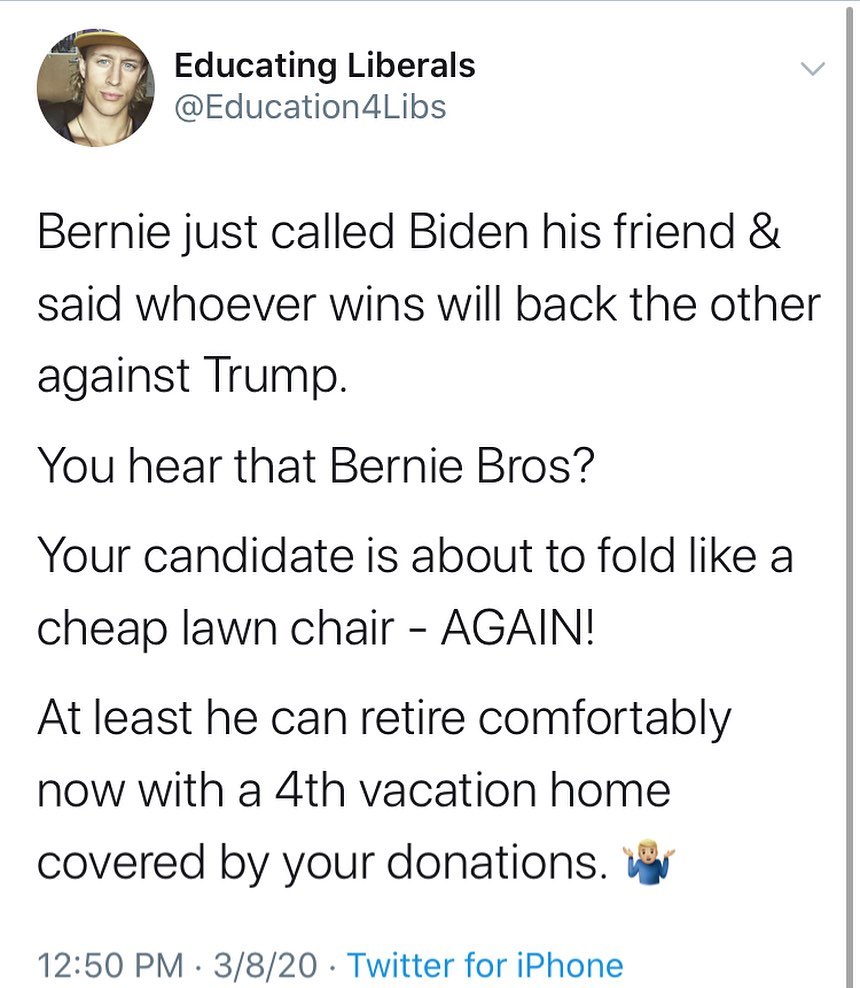 Educating Liberals
@Education4Libs
Bernie just called Biden his friend &
said whoever wins will back the other
against Trump.
You hear that Bernie Bros?
Your candidate is about to fold like a
cheap lawn chair - AGAIN!
At least he can retire comfortably
now with a 4th vacation home
covered by your donations. 🤷🏼‍♂️
12:50 PM · 3/8/20 · Twitter for iPhone